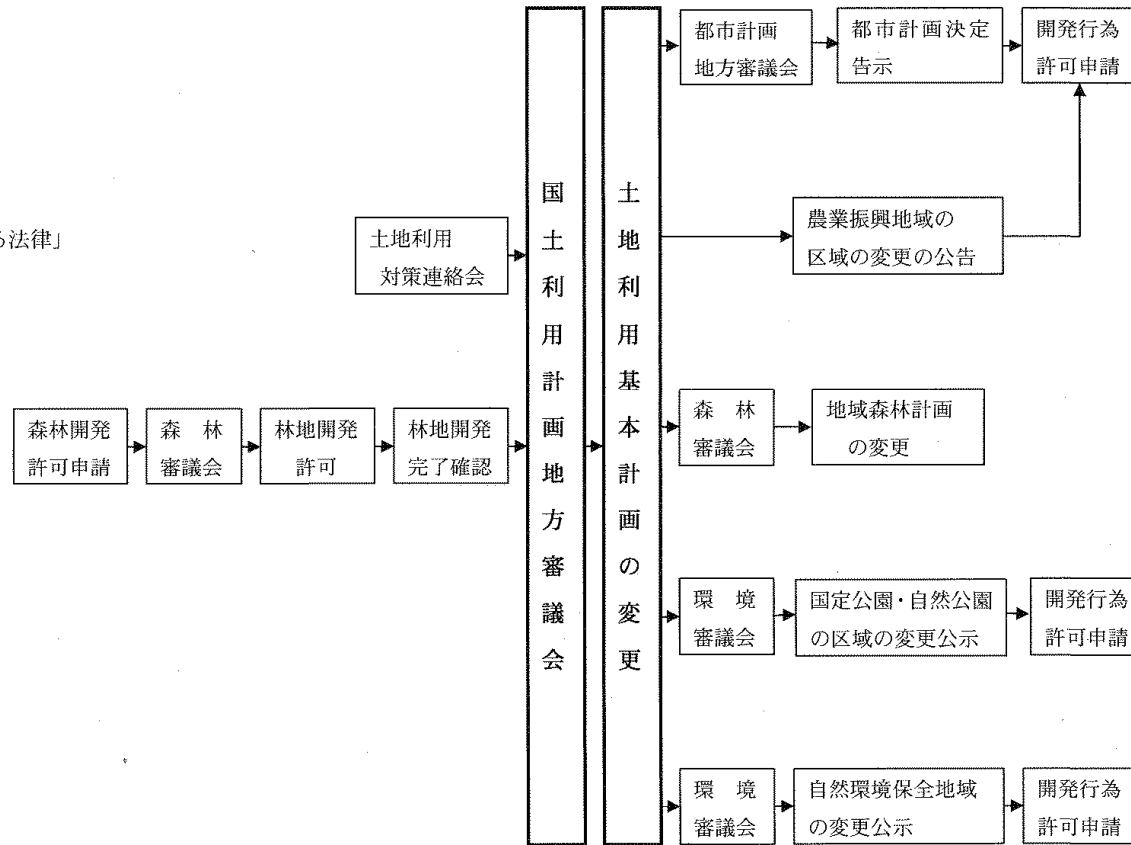 都市計画
地方審議会
都市計画決定
告示
開発行為
許可申請
農業振興地域の
区域の変更の公告
る法律」
土地利用
対策連絡会
国土利用計画地方審議会
土地利用基本計画の変更
森林開発
許可申請
森　林
審議会
林地開発
許可
林地開発
完了確認
森　林
審議会
地域森林計画
の変更
環　境
審議会
国定公園・自然公園
の区域の変更公示
開発行為
許可申請
環　境
審議会
自然環境保全地域
の変更公示
開発行為
許可申請